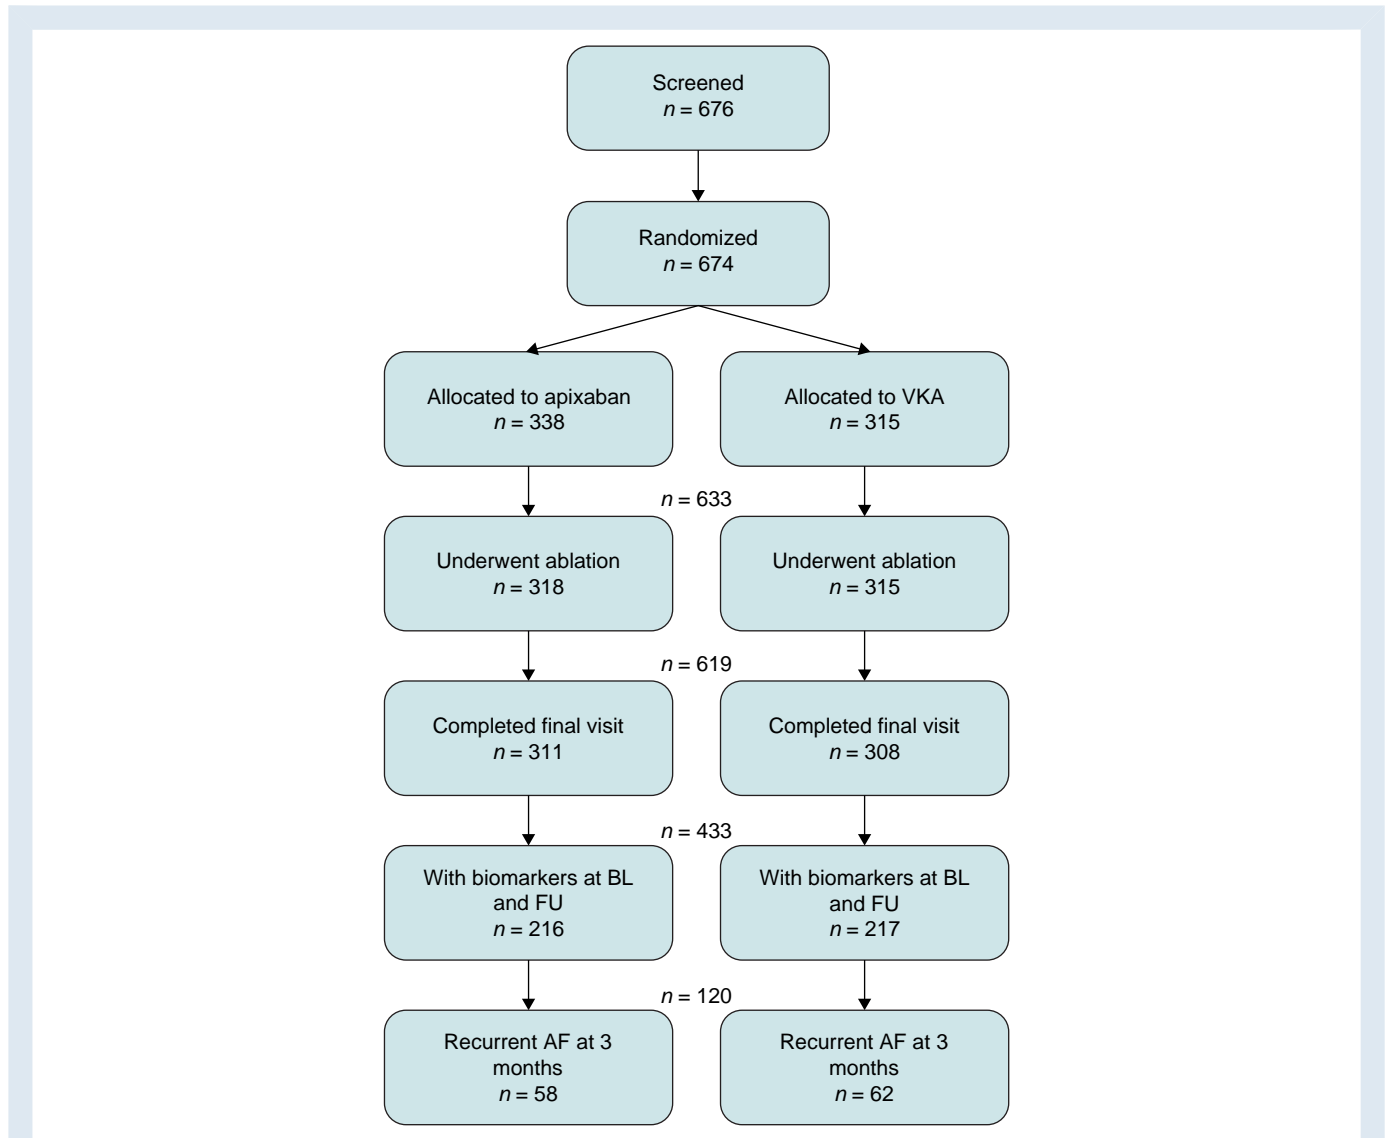 Screened
n = 676
Randomized
n = 674
Allocated to apixaban
n = 338
Allocated to VKA
n = 315
n = 633
Underwent ablation
n = 318
Underwent ablation
n = 315
n = 619
Completed final visit
n = 311
Completed final visit
n = 308
n = 433
With biomarkers at BL
and FU
n = 216
With biomarkers at BL
and FU
n = 217
n = 120
Recurrent AF at 3
months
n = 58
Recurrent AF at 3
months
n = 62